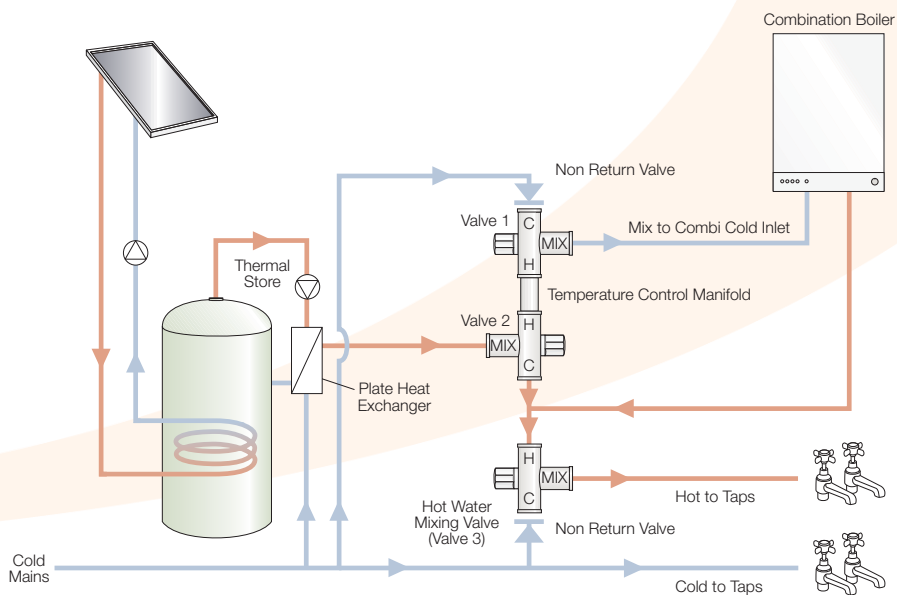 Combination Boiler
Non Return Valve
Valve 1
C
MIX
H
Mix to Combi Cold Inlet
Thermal
Store
Temperature Control Manifold
Valve 2
H
MIX
C
Plate Heat
Exchanger
H
MIX
C
Hot to Taps
Hot Water
Mixing Valve
(Valve 3)
Non Return Valve
Cold
Mains
Cold to Taps